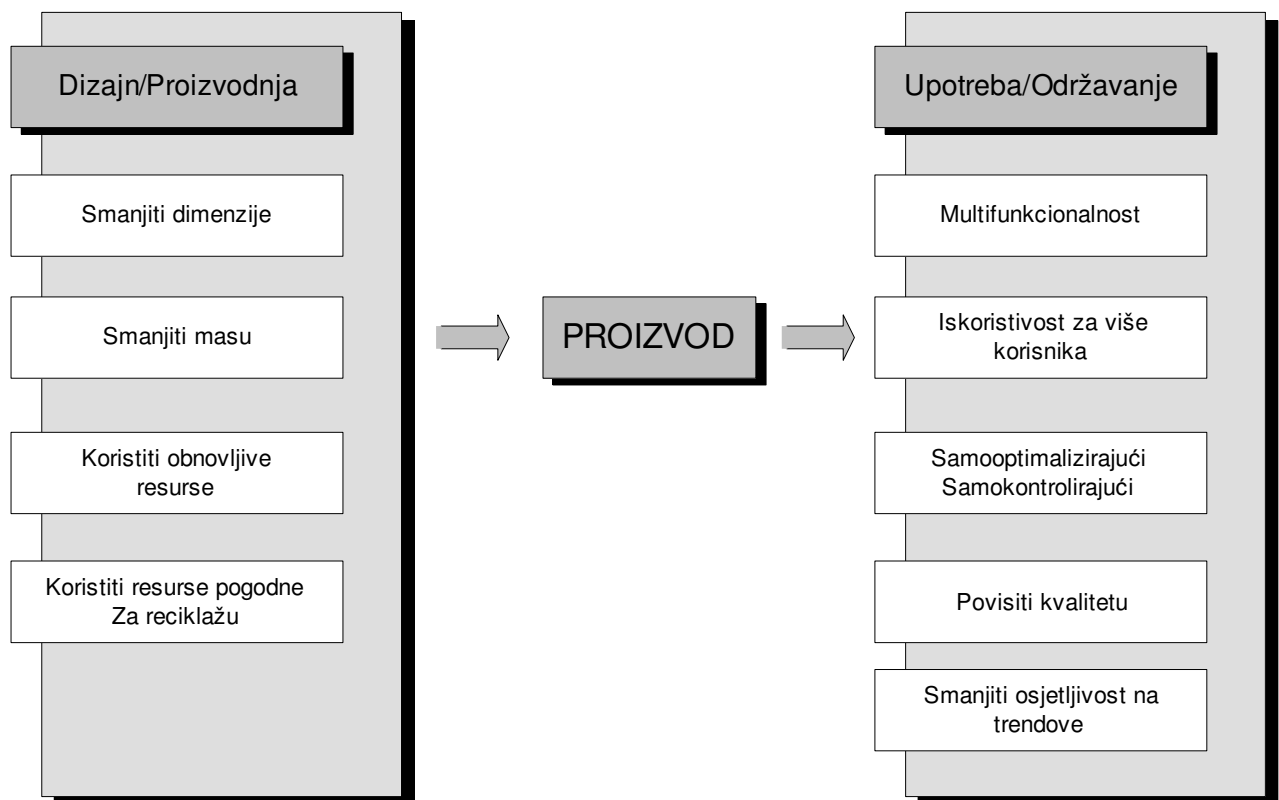 Dizajn/Proizvodnja
Smanjiti dimenzije
Smanjiti masu
Koristiti obnovljive
resurse
Koristiti resurse pogodne
Za reciklažu
PROIZVOD
Upotreba/Održavanje
Multifunkcionalnost
Iskoristivost za više
korisnika
Samooptimalizirajući
Samokontrolirajući
Povisiti kvalitetu
Smanjiti osjetljivost na
trendove